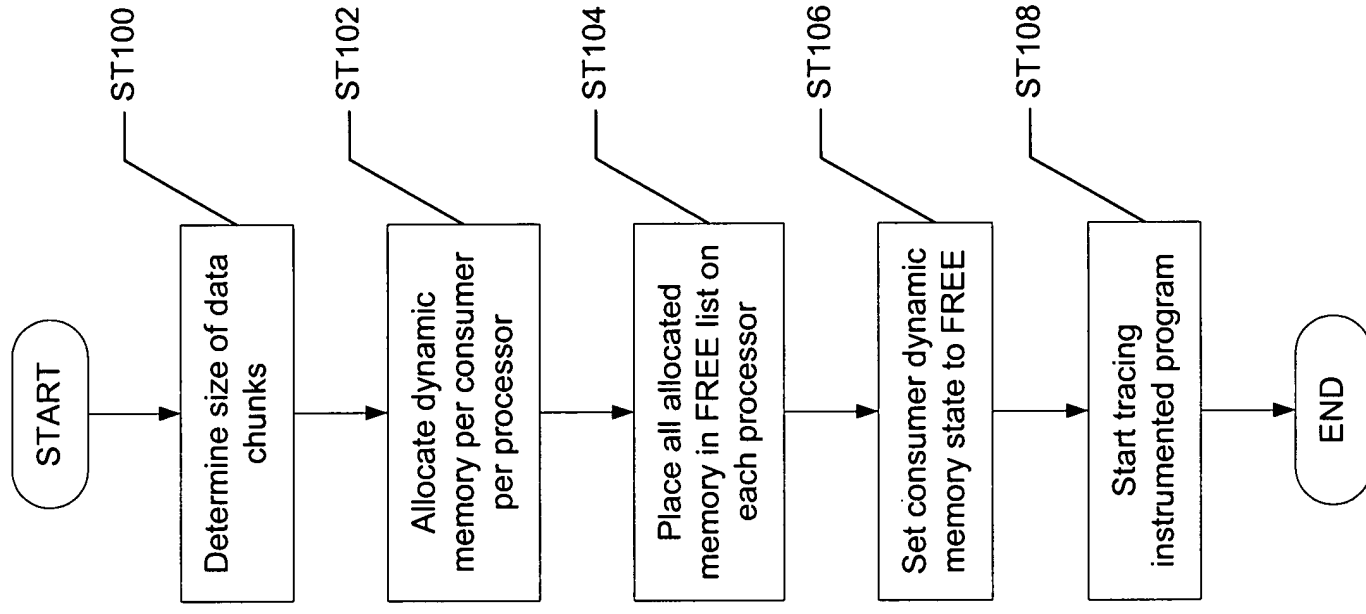 START
ST100
Determine size of data
chunks
ST102
Allocate dynamic
memory per consumer
per processor
ST104
Place all allocated
memory in FREE list on
each processor
ST106
Set consumer dynamic
memory state to FREE
ST108
Start tracing
instrumented program
END